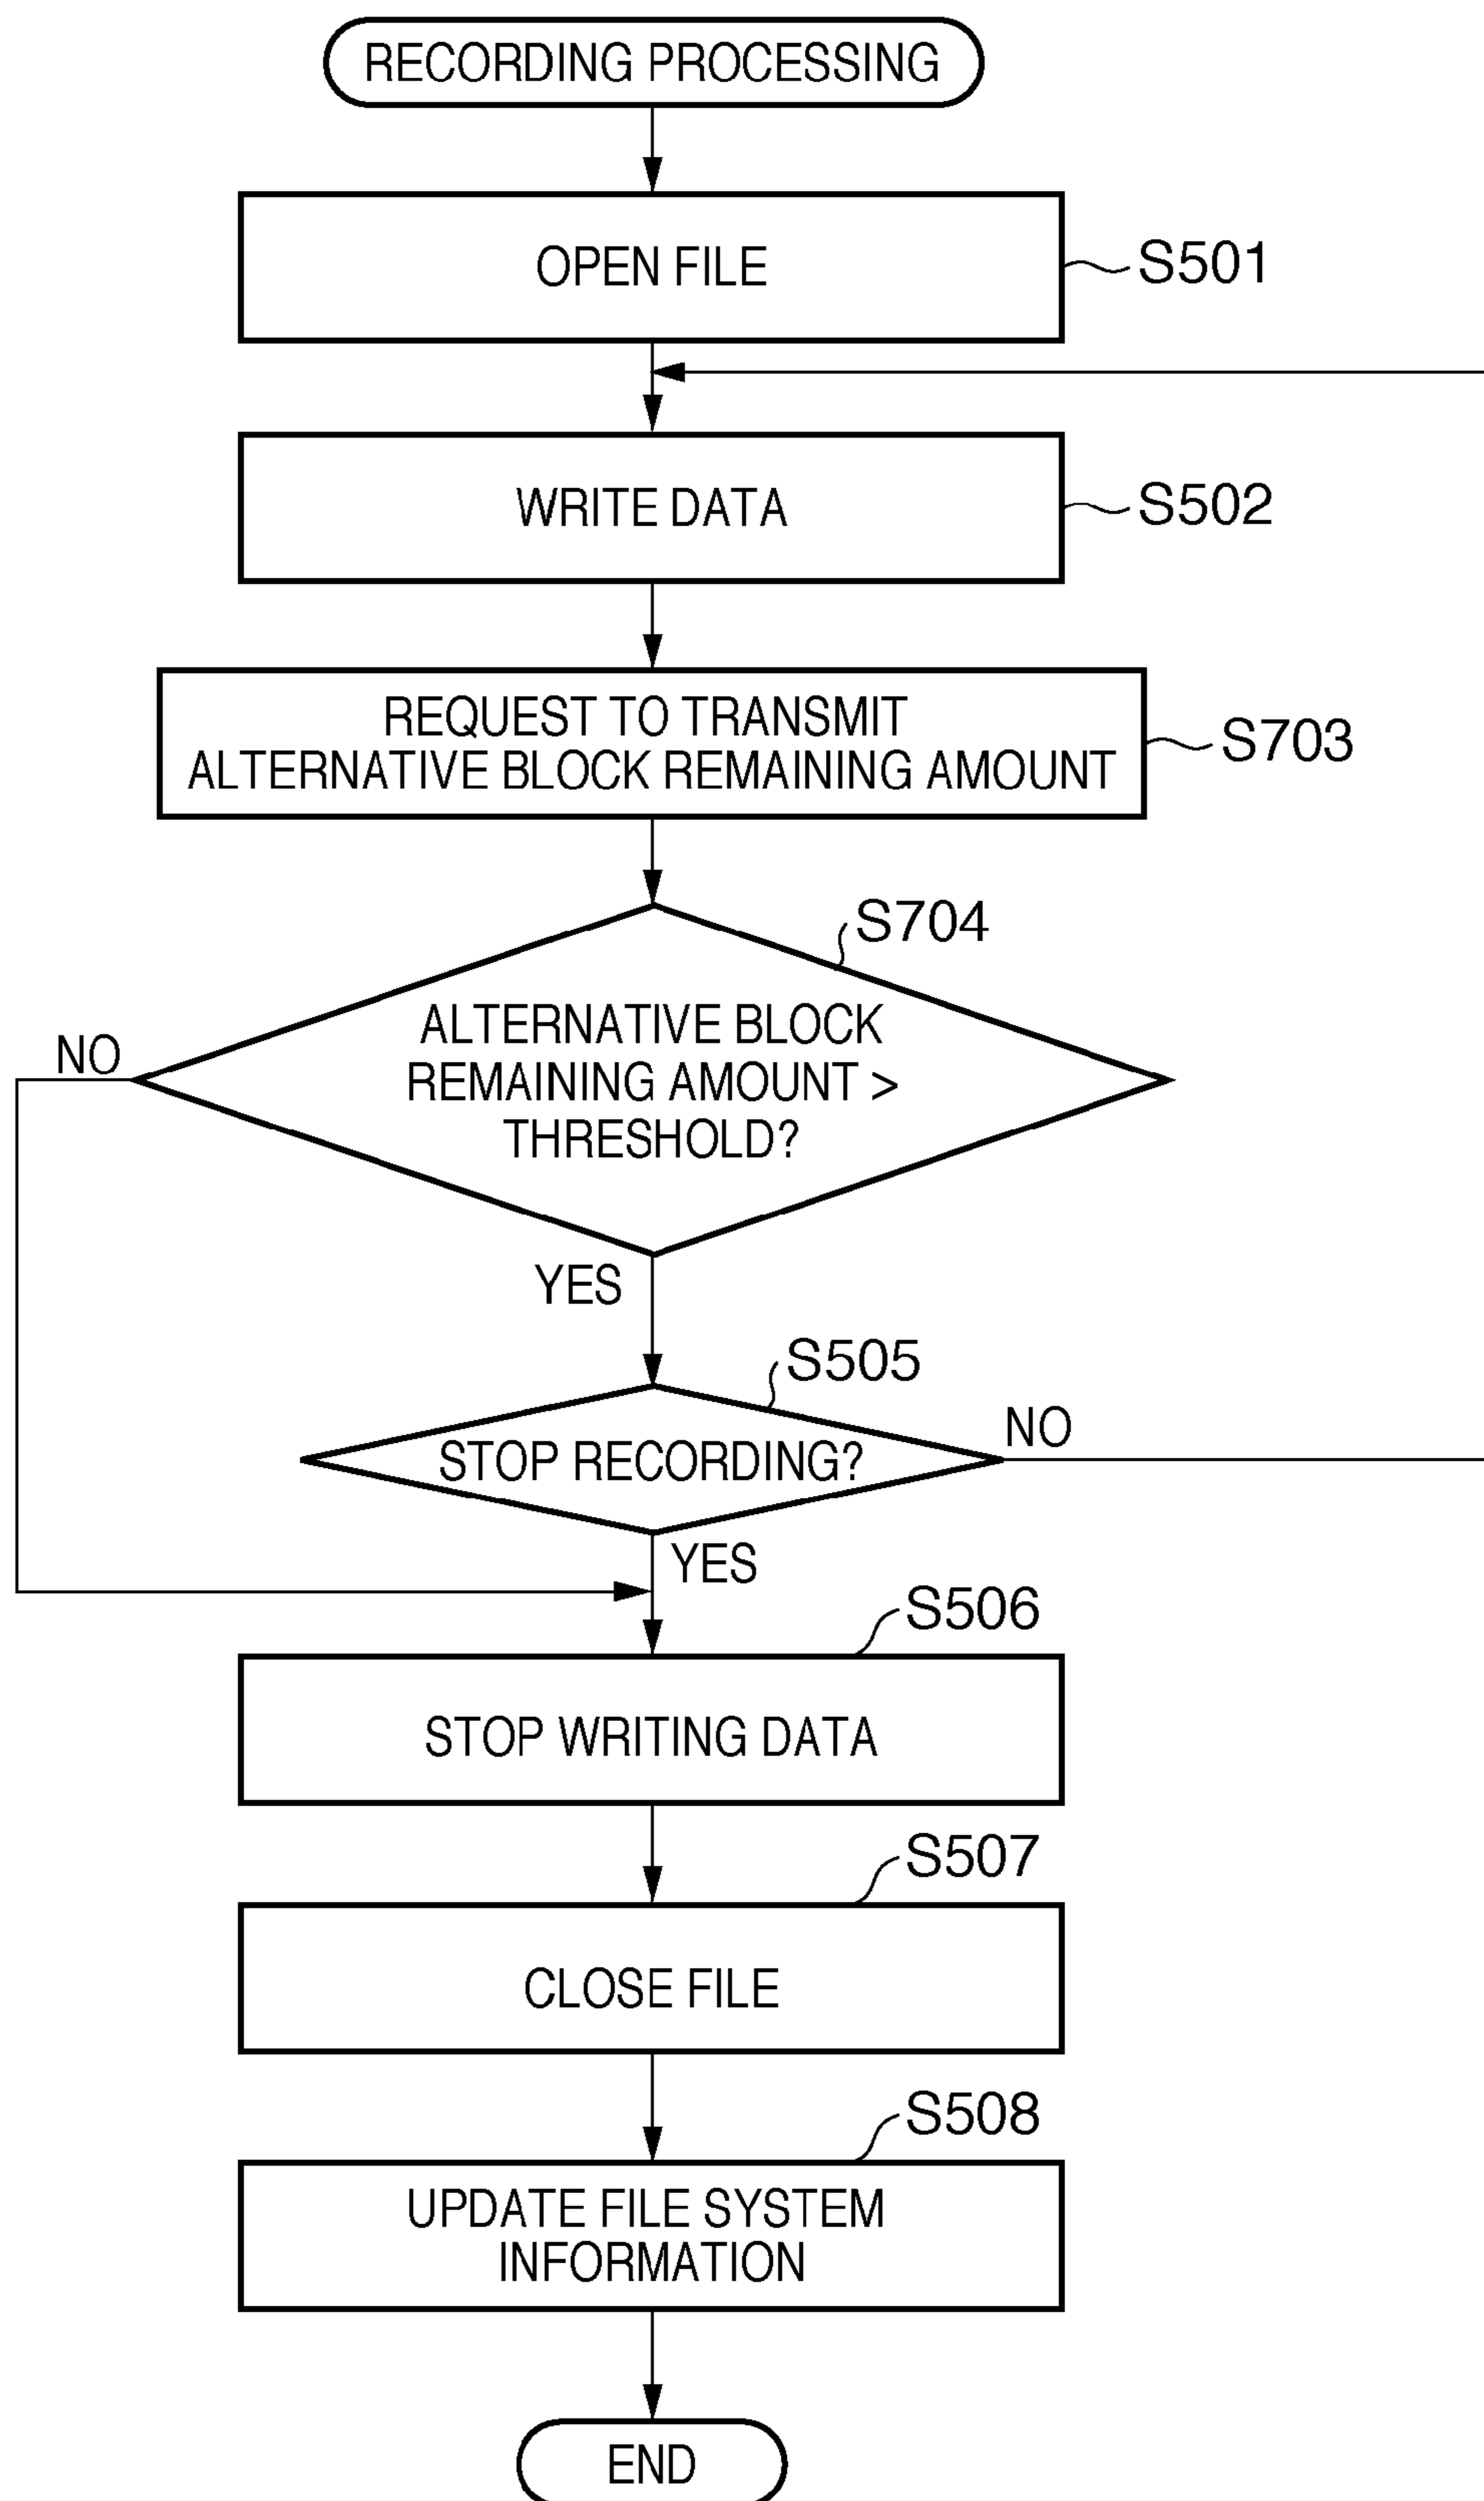 RECORDING PROCESSING
OPEN FILE
S501
WRITE DATA
S502
REQUEST TO TRANSMIT
ALTERNATIVE BLOCK REMAINING AMOUNT
S703
S704
ALTERNATIVE BLOCK
REMAINING AMOUNT >
THRESHOLD?
NO
YES
S505
STOP RECORDING?
NO
YES
S506
STOP WRITING DATA
S507
CLOSE FILE
S508
UPDATE FILE SYSTEM
INFORMATION
END